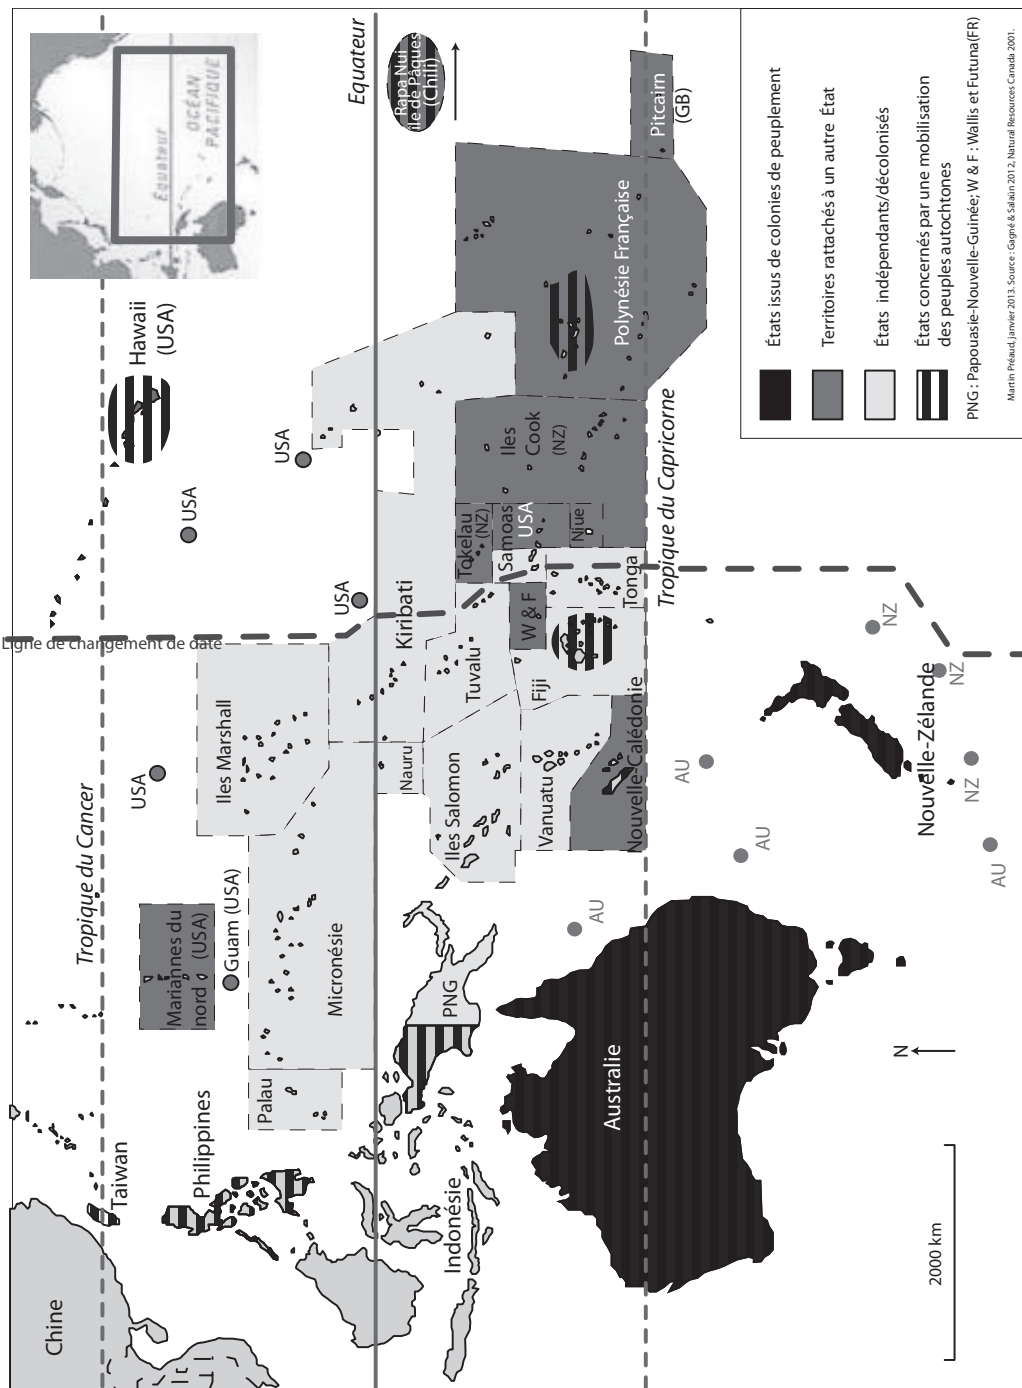 Equateur
OCÉAN
PACIFIQUE
Ligne de changement de date
Tropique du Cancer
Equateur
Tropique du Capricorne
Chine
Taiwan
Philippines
Indonésie
Palau
Mariannes du
nord (USA)
Guam (USA)
Micronésie
PNG
Australie
USA
Iles Marshall
Nauru
Iles Salomon
Vanuatu
Nouvelle-Calédonie
Kiribati
Tuvalu
Fiji
W & F
Tonga
Tokelau
(NZ)
Samoas
USA
Niue
Iles
Cook
(NZ)
USA
USA
USA
Hawaii
(USA)
Polynésie Française
Pitcairn
(GB)
Rapa Nui
île de Pâques
(Chili)
AU
AU
AU
AU
NZ
NZ
NZ
Nouvelle-Zélande
N
2000 km
États issus de colonies de peuplement
Territoires rattachés à un autre État
États indépendants/décolonisés
États concernés par une mobilisation
des peuples autochtones
PNG : Papouasie-Nouvelle-Guinée; W & F : Wallis et Futuna(FR)
Martin Préaud, janvier 2013. Source : Gagné & Salaün 2012, Natural Resources Canada 2001.